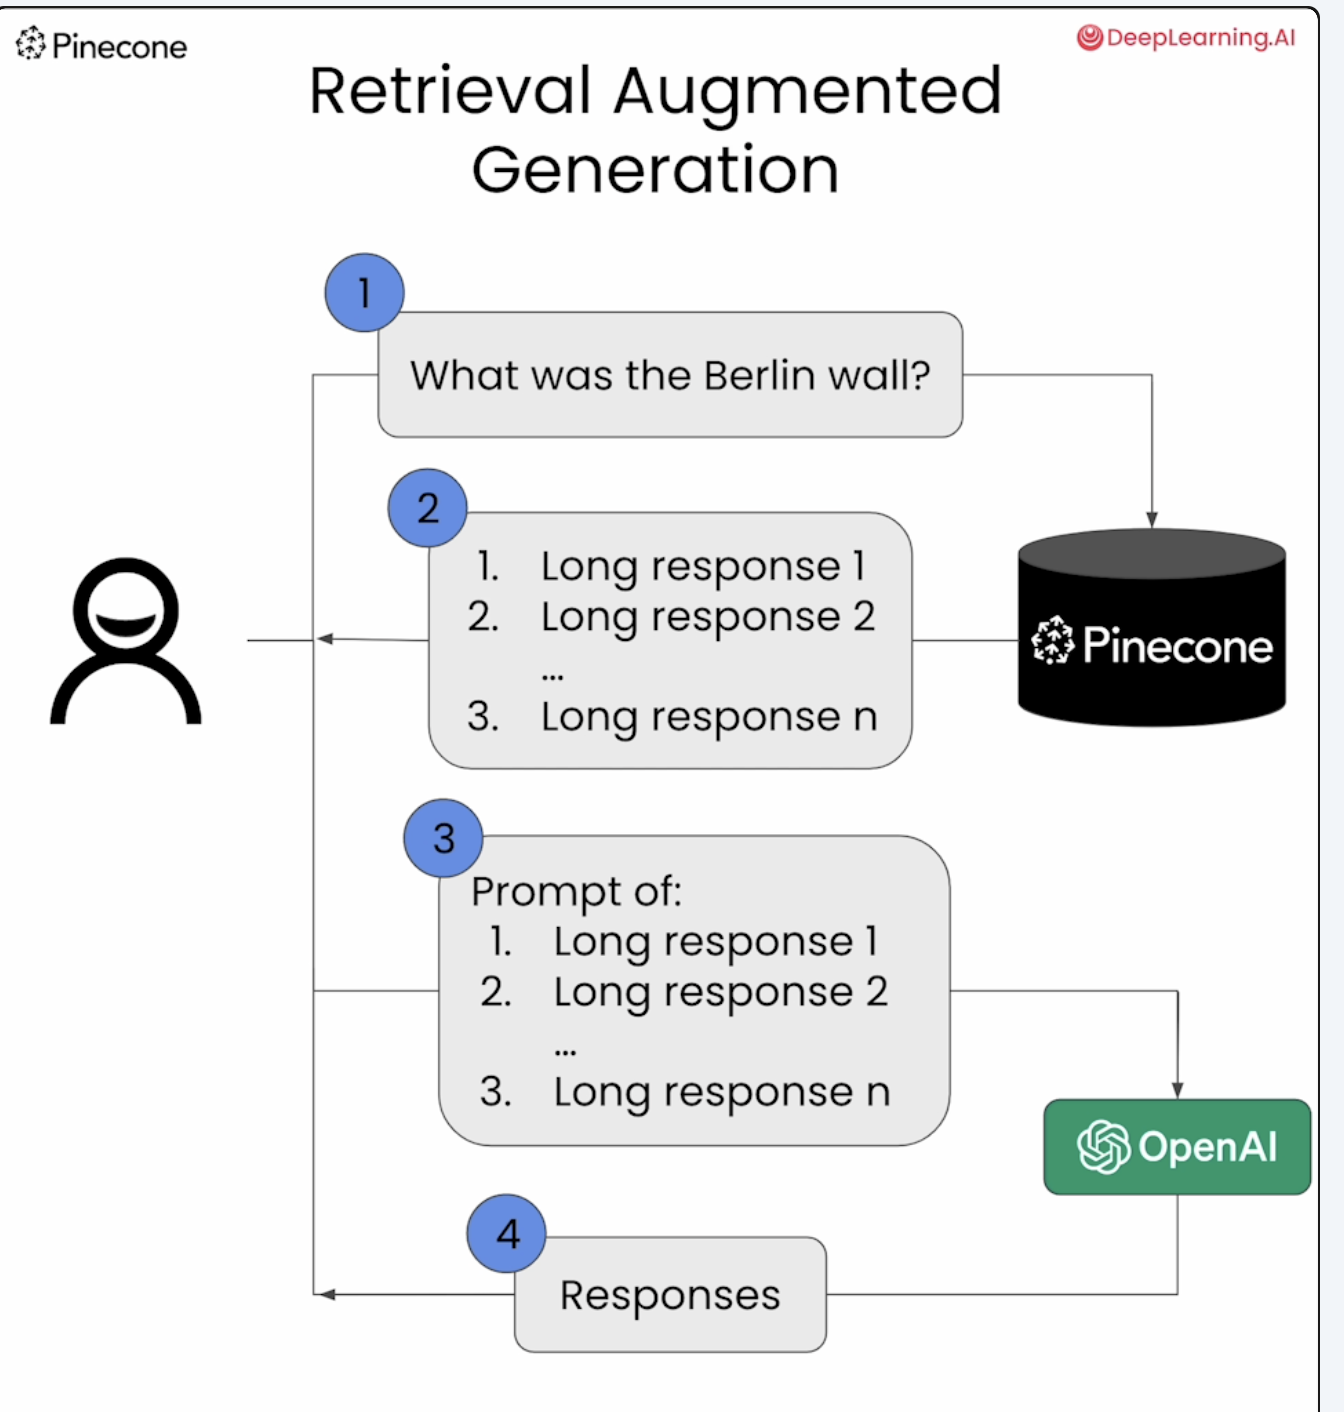 Pinecone
DeepLearning.AI
Retrieval Augmented
Generation
1
What was the Berlin wall?
2
1. Long response 1
2. Long response 2
...
3. Long response n
Pinecone
3
Prompt of:
1. Long response 1
2. Long response 2
...
3. Long response n
OpenAI
4
Responses